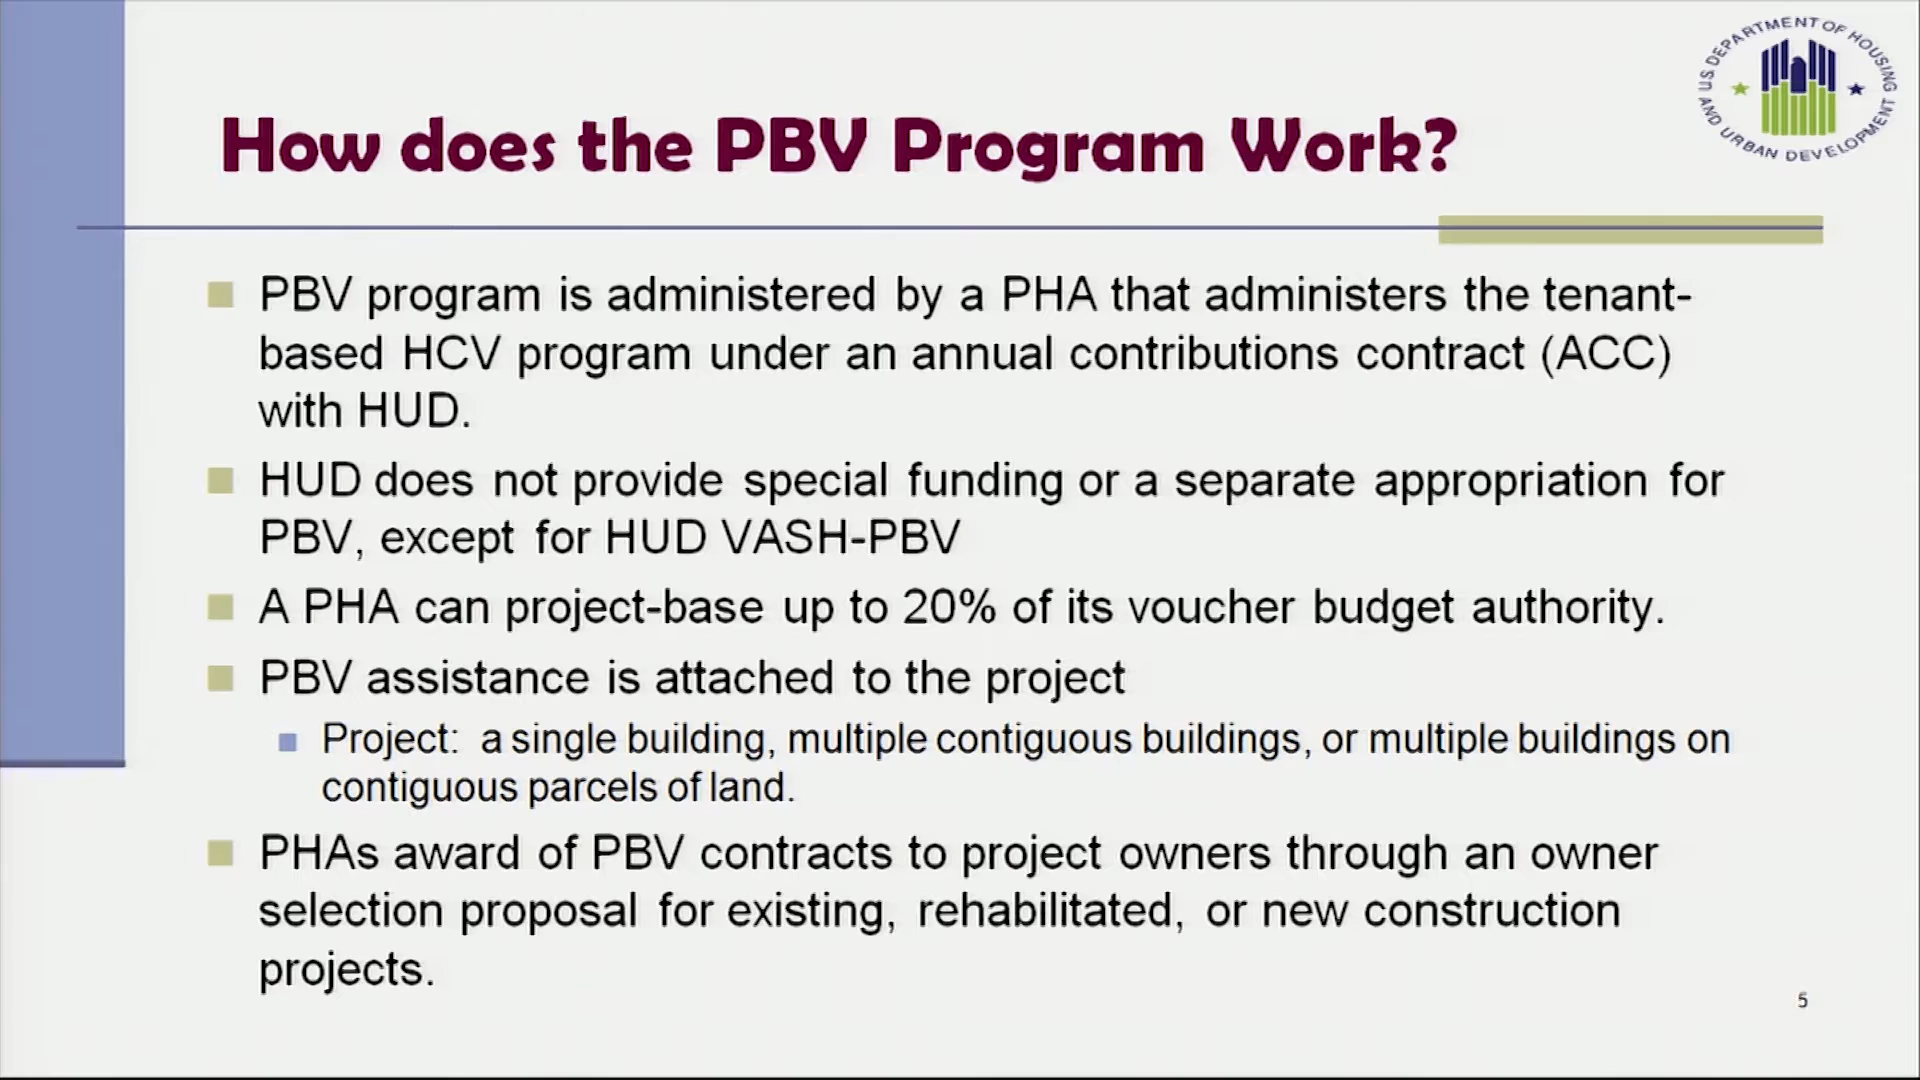 US DEPARTMENT OF HOUSING
AND URBAN DEVELOPMENT
How does the PBV Program Work?
PBV program is administered by a PHA that administers the tenant-
based HCV program under an annual contributions contract (ACC)
with HUD.
HUD does not provide special funding or a separate appropriation for
PBV, except for HUD VASH-PBV
A PHA can project-base up to 20% of its voucher budget authority.
PBV assistance is attached to the project
Project: a single building, multiple contiguous buildings, or multiple buildings on
contiguous parcels of land.
PHAs award of PBV contracts to project owners through an owner
selection proposal for existing, rehabilitated, or new construction
projects.
5